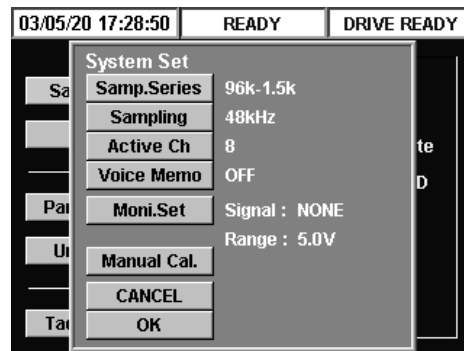 03/05/20 17:28:50 READY DRIVE READY
System Set
Samp.Series 96k-1.5k
Sampling 48kHz
Active Ch 8
Voice Memo OFF
Moni.Set Signal : NONE
Range : 5.0V
Manual Cal.
CANCEL
OK